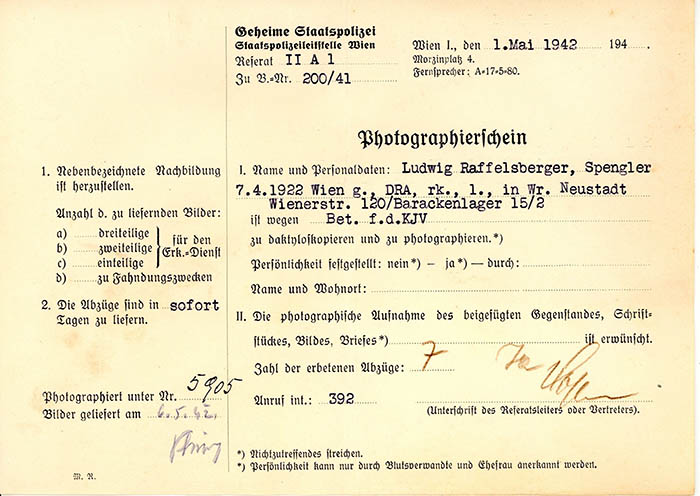 Geheime Staatspolizei
Staatspolizeileitstelle Wien
Referat II A 1
Zu B.-Nr. 200/41
Wien I., den 1.Mai 1942 194
Morzinplatz 4.
Fernsprecher: A=17=5=80.
Photographierschein
1. Nebenbezeichnete Nachbildung
ist herzustellen.
Anzahl d. zu liefernden Bilder:
a) dreiteilige
b) zweiteilige
c) einteilige
für den
Erk.=Dienst
d) zu Fahndungszwecken
2. Die Abzüge sind in sofort
Tagen zu liefern.
Photographiert unter Nr. 5905
Bilder geliefert am 6.5.42.
M. R.
I. Name und Personaldaten: Ludwig Raffelsberger, Spengler
7.4.1922 Wien g., DRA, rk., l., in Wr. Neustadt
Wienerstr. 120/Barackenlager 15/2
ist wegen Bet. f.d.KJV
zu daktyloskopieren und zu photographieren.*)
Persönlichkeit festgestellt: nein*) — ja*) — durch:
Name und Wohnort:
II. Die photographische Aufnahme des beigefügten Gegenstandes, Schrift=
stückes, Bildes, Briefes*) ist erwünscht.
Zahl der erbetenen Abzüge: 7
Anruf int.: 392
(Unterschrift des Referatsleiters oder Vertreters).
*) Nichtzutreffendes streichen.
*) Persönlichkeit kann nur durch Blutsverwandte und Ehefrau anerkannt werden.